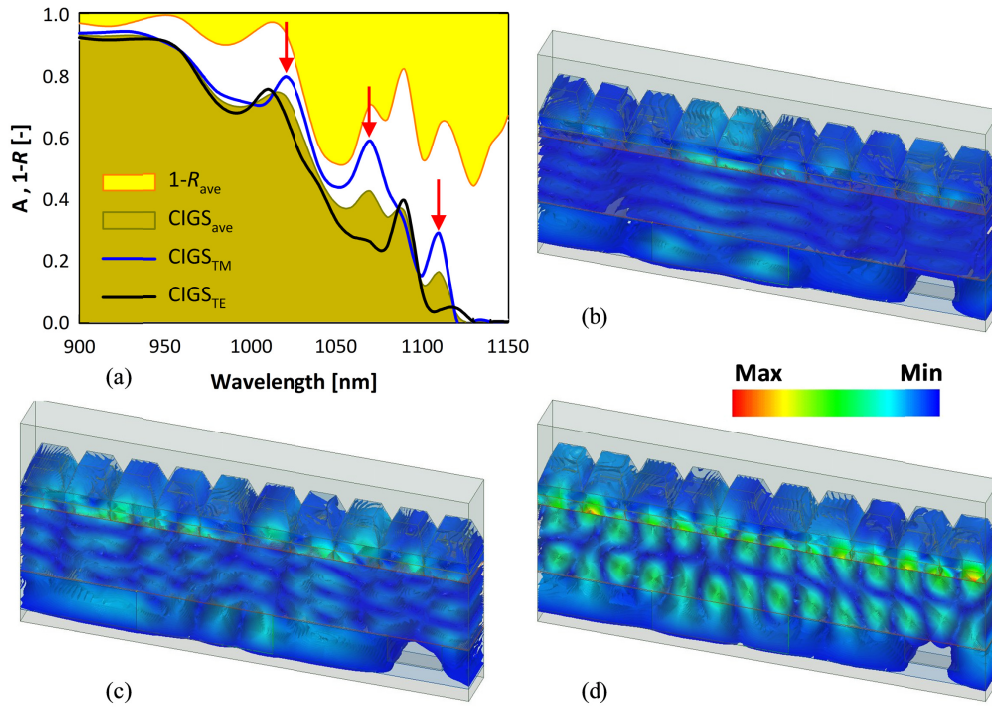 1.0
0.8
0.6
0.4
0.2
0.0
A , 1-R [-]
1-Rave
CIGSave
CIGSTM
CIGSTE
900 950 1000 1050 1100 1150
(a) Wavelength [nm]
(b)
Max Min
(c)
(d)